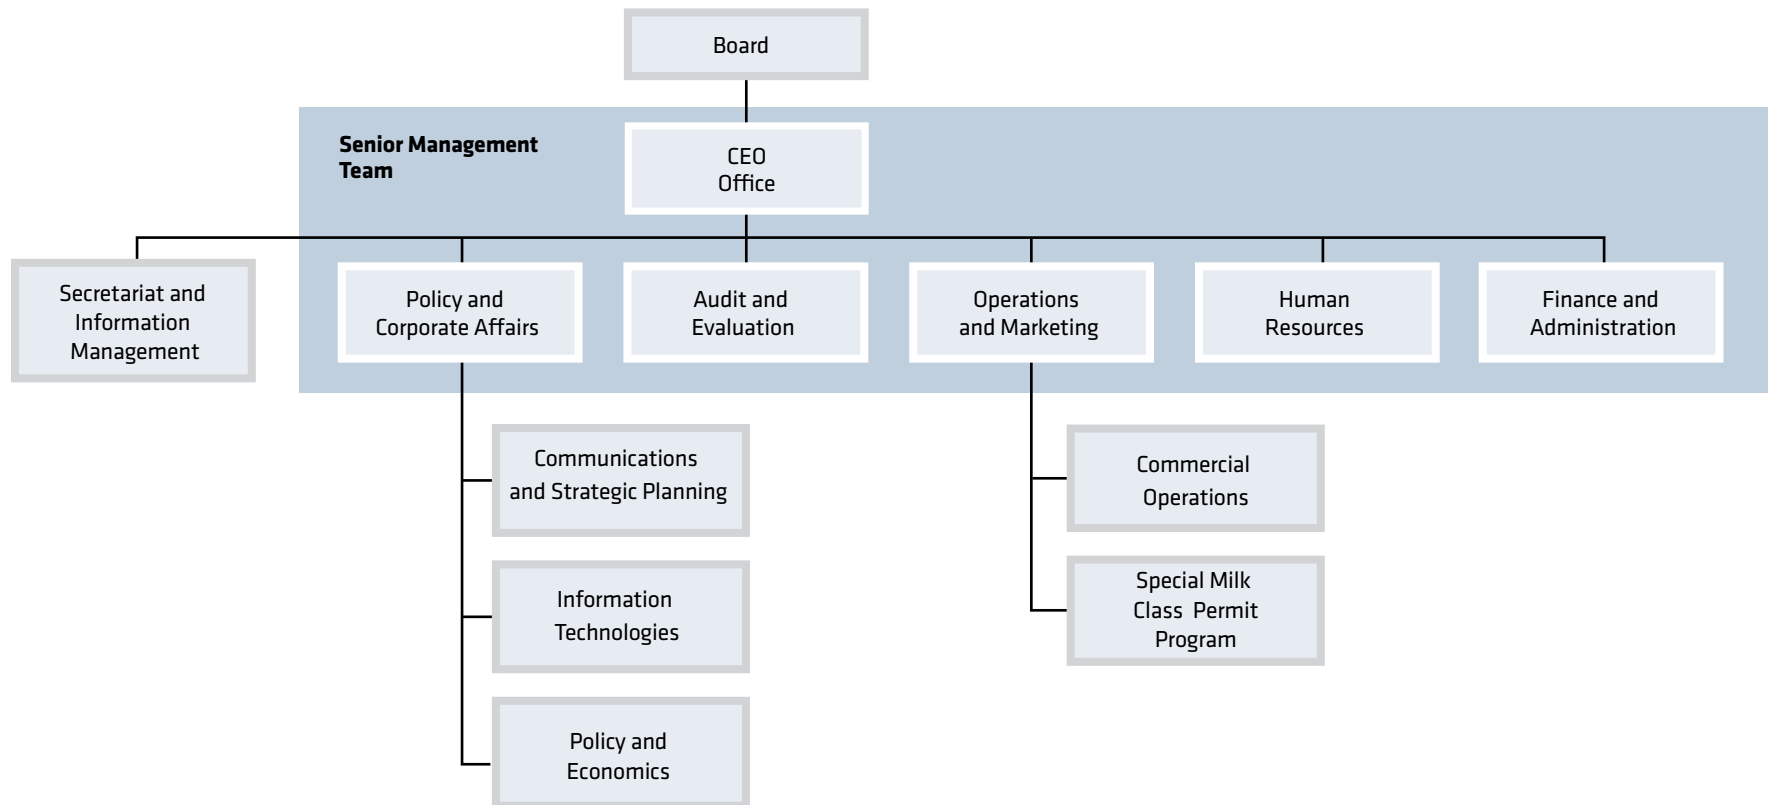 Board
Senior Management
Team
CEO
Office
Secretariat and
Information
Management
Policy and
Corporate Affairs
Audit and
Evaluation
Operations
and Marketing
Human
Resources
Finance and
Administration
Communications
and Strategic Planning
Information
Technologies
Policy and
Economics
Commercial
Operations
Special Milk
Class Permit
Program